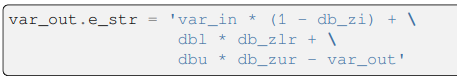 var_out.e_str = 'var_in * (1 - db_zi) + \
dbl * db_zlr + \
dbu * db_zur - var_out'